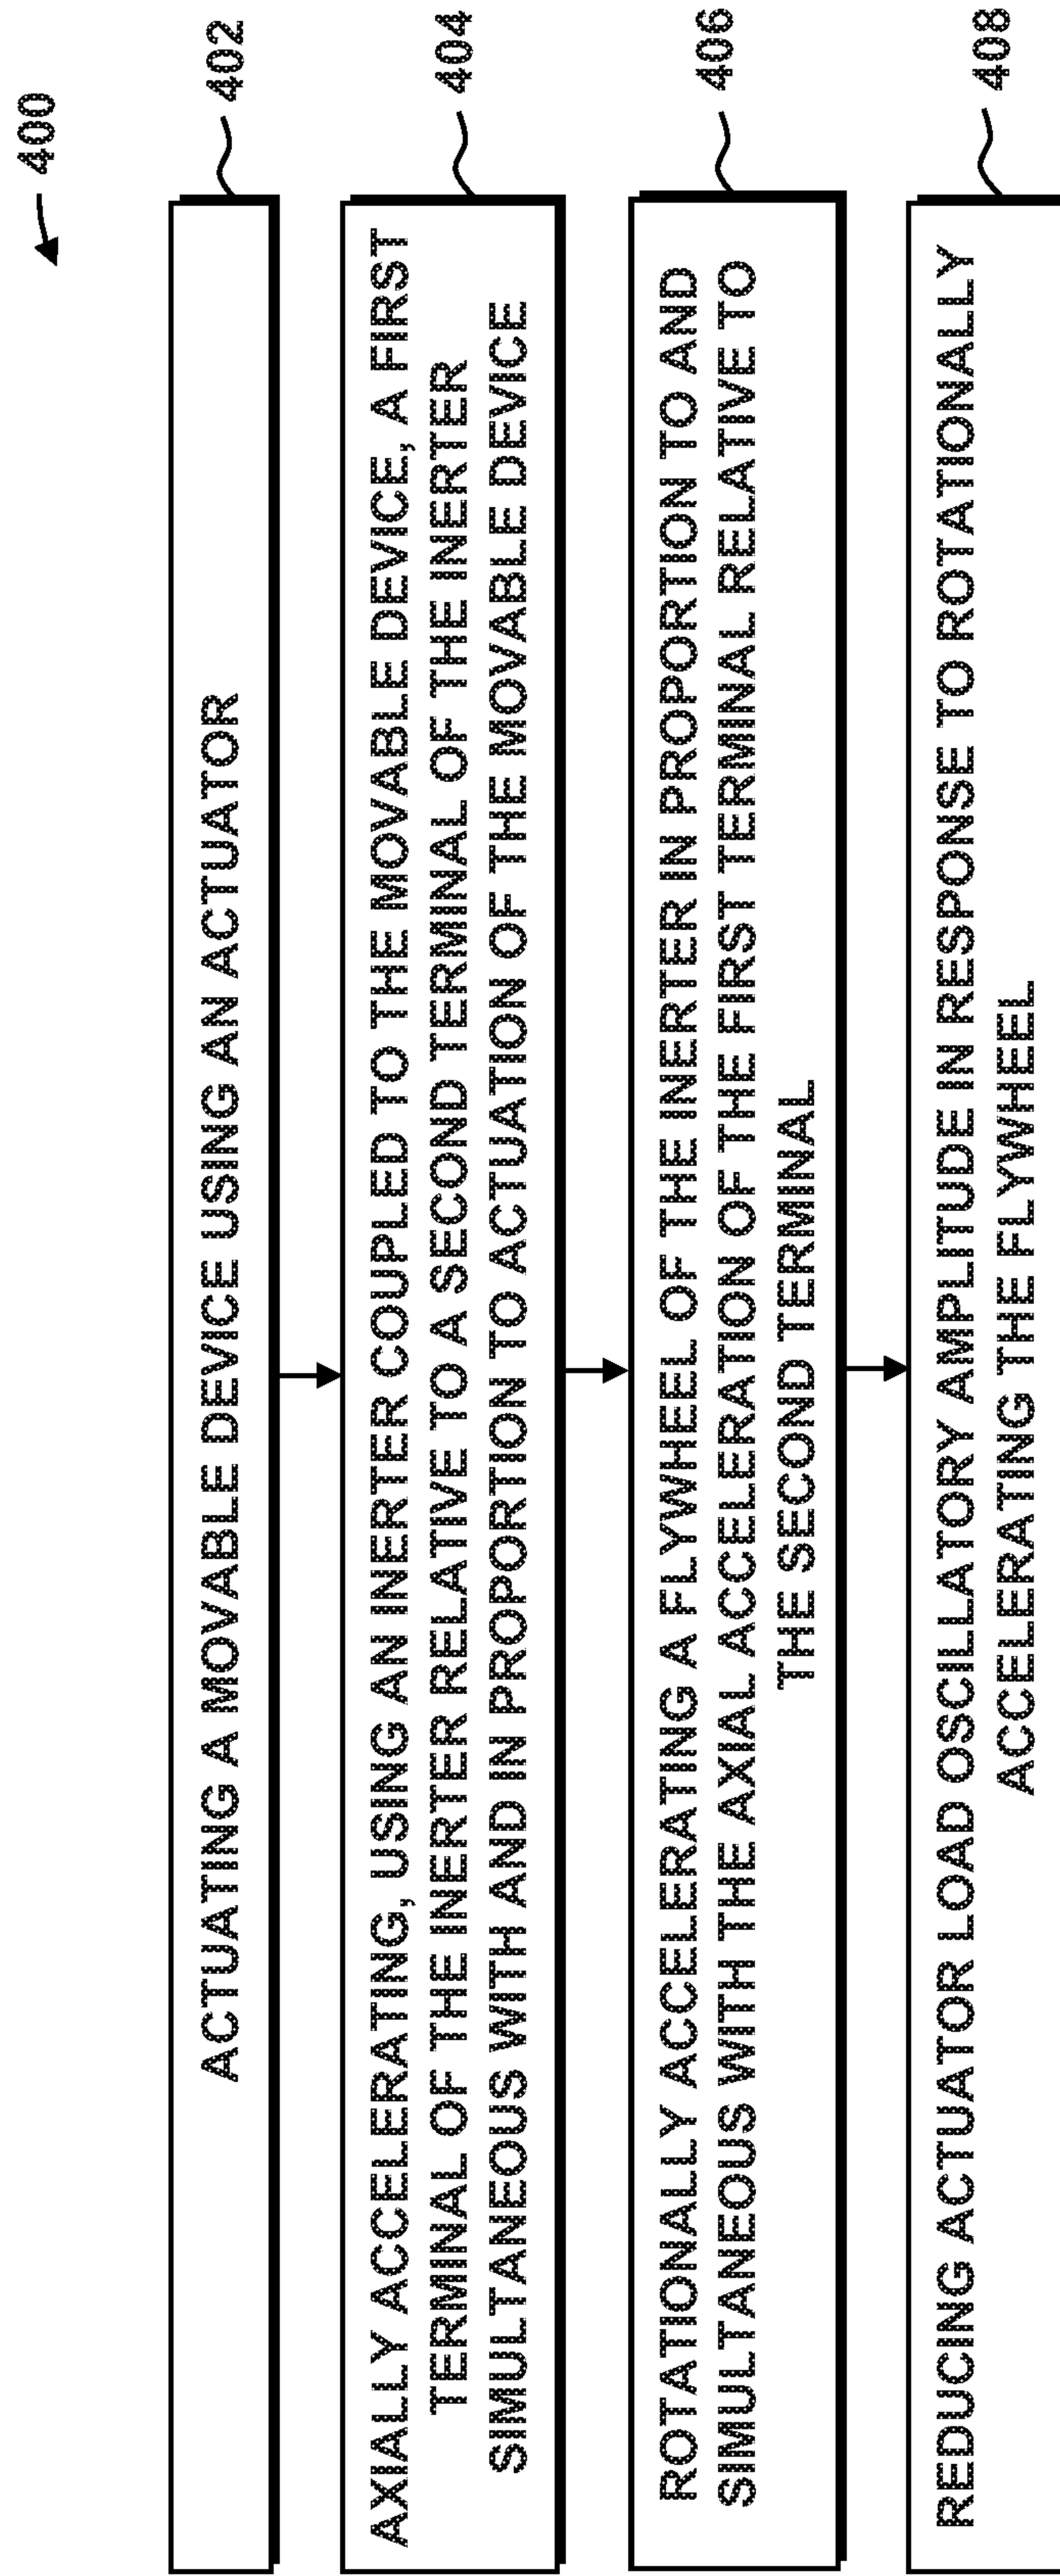 400
ACTUATING A MOVABLE DEVICE USING AN ACTUATOR
402
AXIALLY ACCELERATING, USING AN INERTER COUPLED TO THE MOVABLE DEVICE, A FIRST
TERMINAL OF THE INERTER RELATIVE TO A SECOND TERMINAL OF THE INERTER
SIMULTANEOUS WITH AND IN PROPORTION TO ACTUATION OF THE MOVABLE DEVICE
404
ROTATIONALLY ACCELERATING A FLYWHEEL OF THE INERTER IN PROPORTION TO AND
SIMULTANEOUS WITH THE AXIAL ACCELERATION OF THE FIRST TERMINAL RELATIVE TO
THE SECOND TERMINAL
406
REDUCING ACTUATOR LOAD OSCILLATORY AMPLITUDE IN RESPONSE TO ROTATIONALLY
ACCELERATING THE FLYWHEEL
408